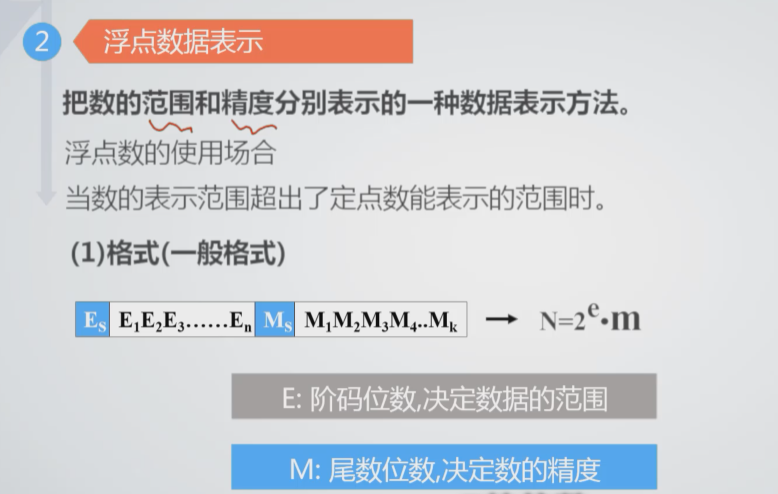 2 浮点数据表示
把数的范围和精度分别表示的一种数据表示方法。
浮点数的使用场合
当数的表示范围超出了定点数能表示的范围时。
(1)格式(一般格式)
Es E1E2E3……En Ms M1M2M3M4..Mk → N=2^e·m
E: 阶码位数,决定数据的范围
M: 尾数位数,决定数的精度